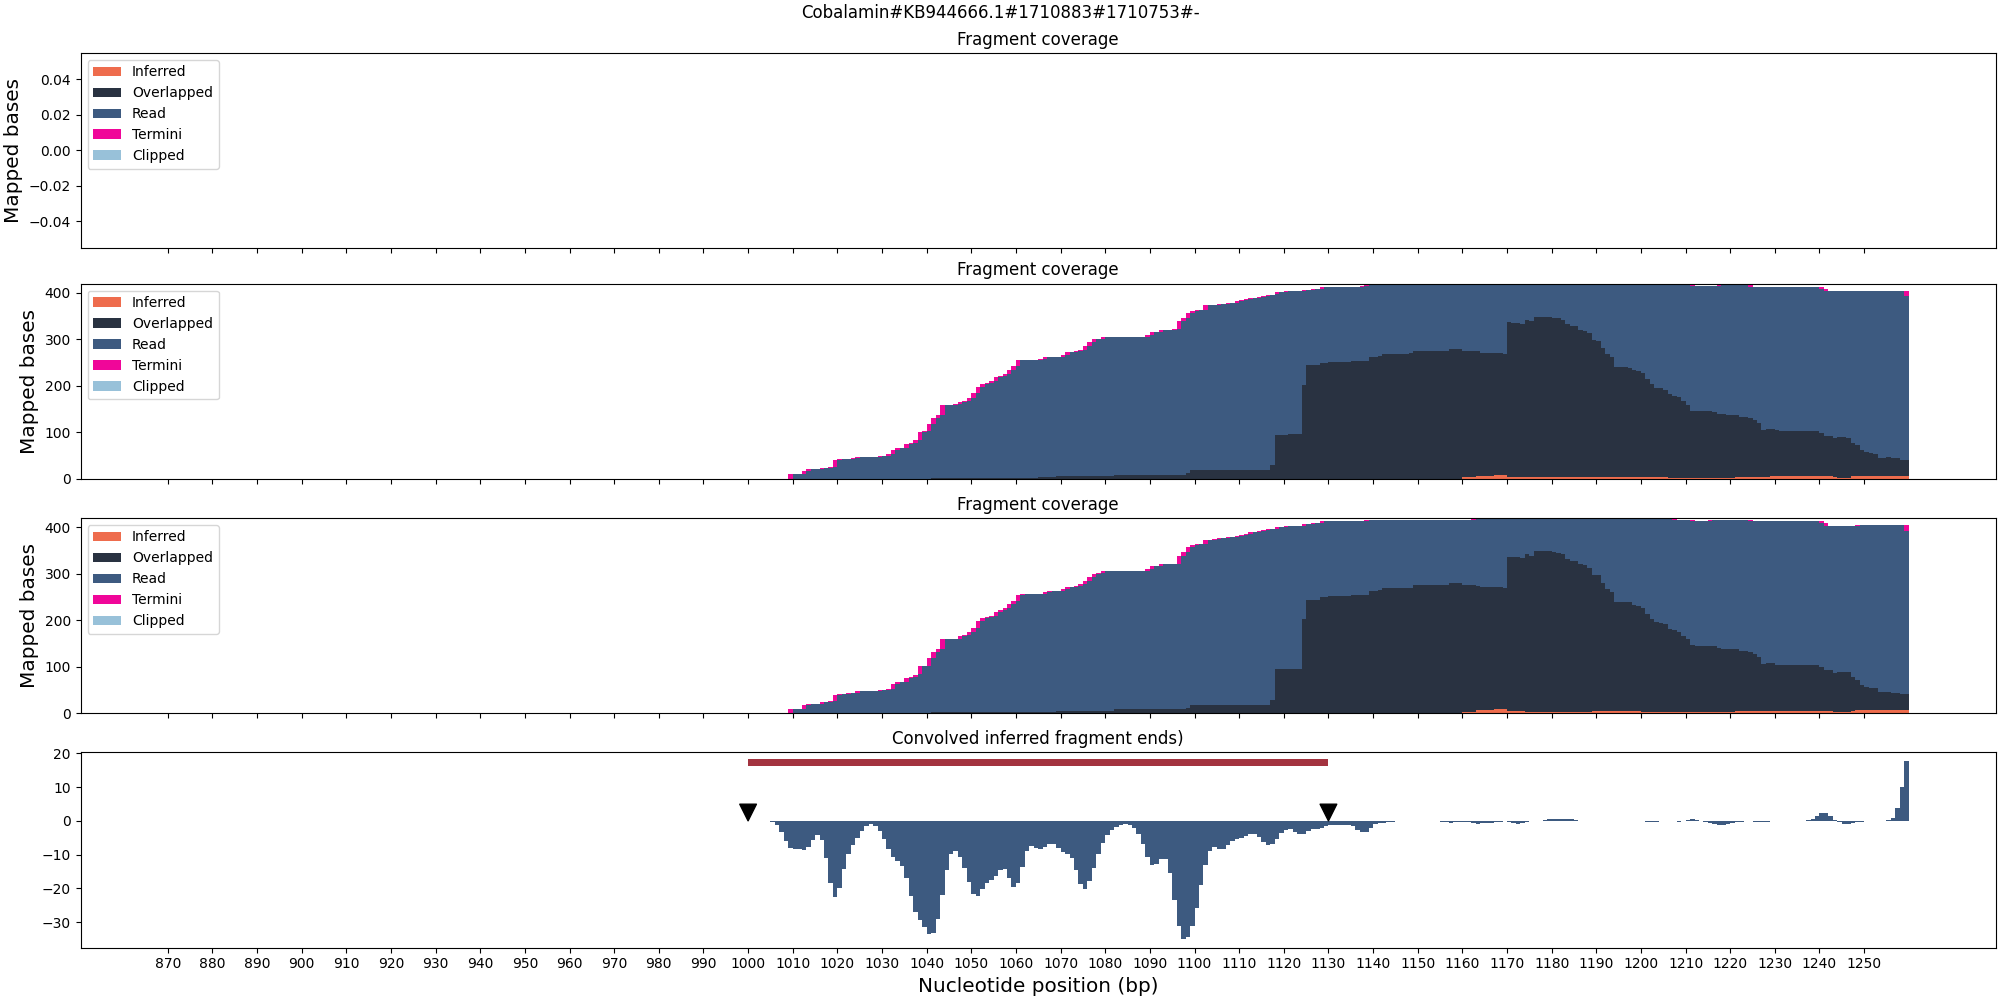 Cobalamin#KB944666.1#1710883#1710753#-
Fragment coverage
Mapped bases
0.04
0.02
0.00
−0.02
−0.04
Inferred
Overlapped
Read
Termini
Clipped
Fragment coverage
Mapped bases
400
300
200
100
0
Inferred
Overlapped
Read
Termini
Clipped
Fragment coverage
Mapped bases
400
300
200
100
0
Inferred
Overlapped
Read
Termini
Clipped
Convolved inferred fragment ends)
20
10
0
−10
−20
−30
870 880 890 900 910 920 930 940 950 960 970 980 990 1000 1010 1020 1030 1040 1050 1060 1070 1080 1090 1100 1110 1120 1130 1140 1150 1160 1170 1180 1190 1200 1210 1220 1230 1240 1250
Nucleotide position (bp)